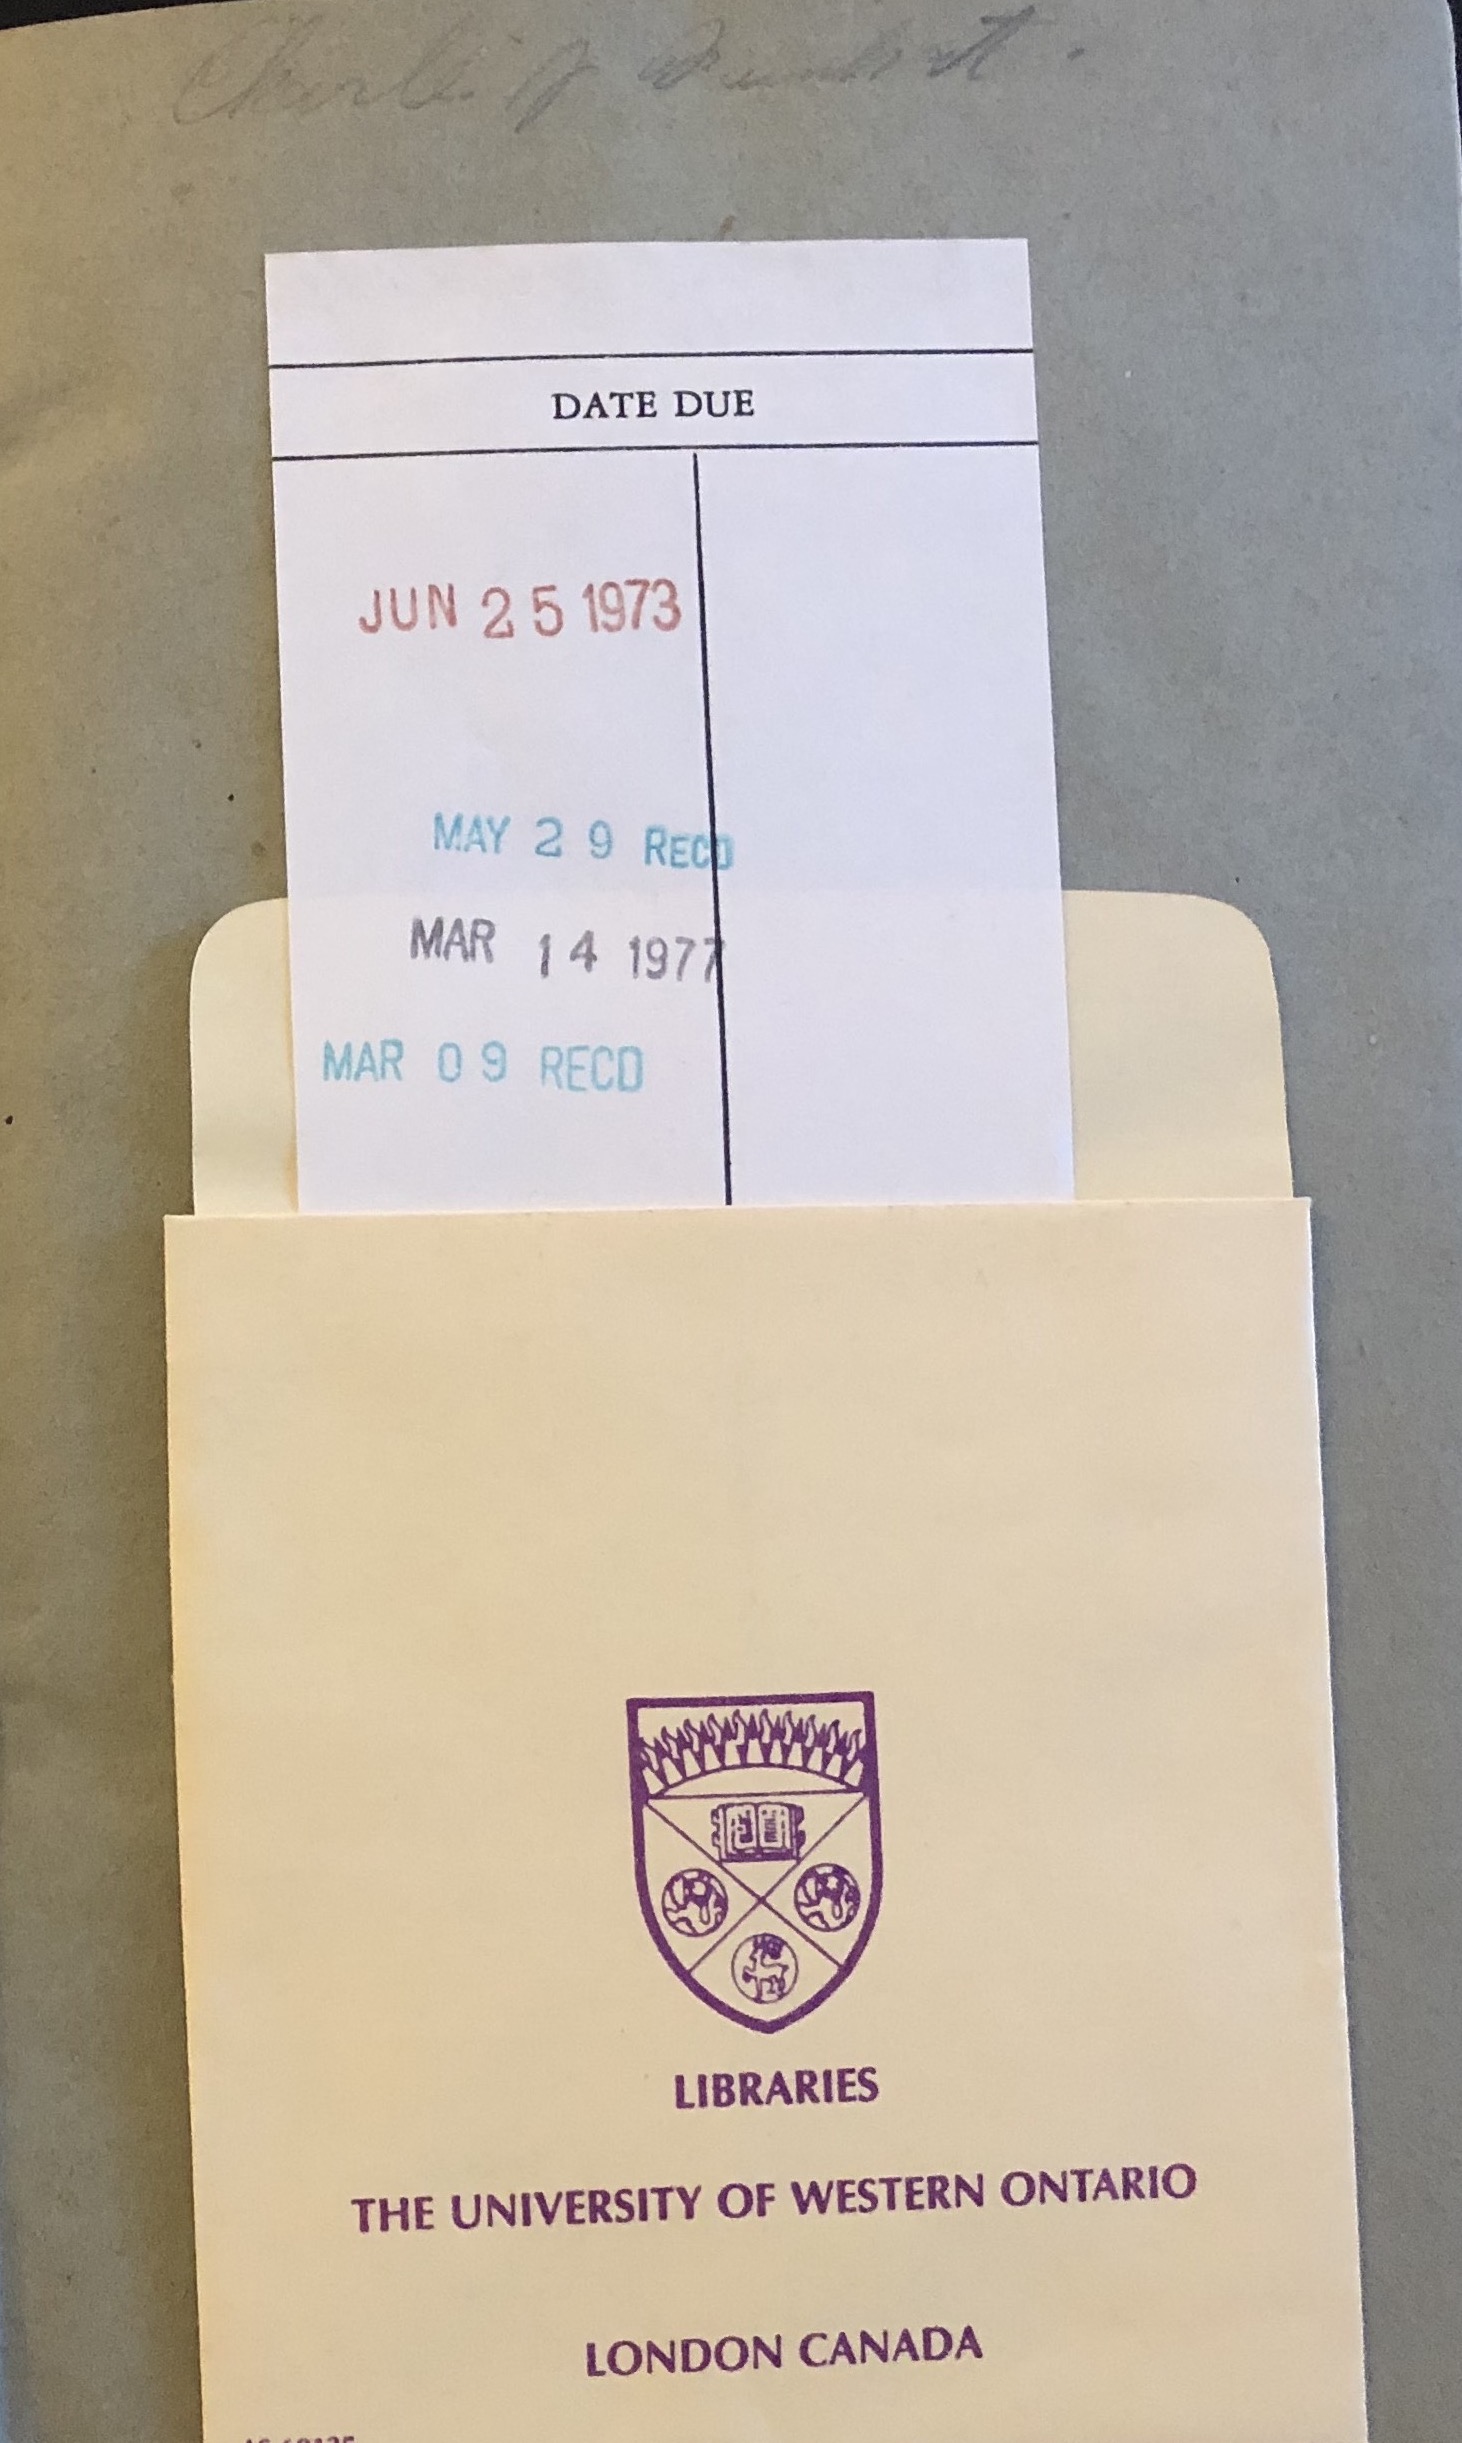 DATE DUE
JUN 25 1973
MAY 29 RECD
MAR 14 1977
MAR 09 RECD
LIBRARIES
THE UNIVERSITY OF WESTERN ONTARIO
LONDON CANADA